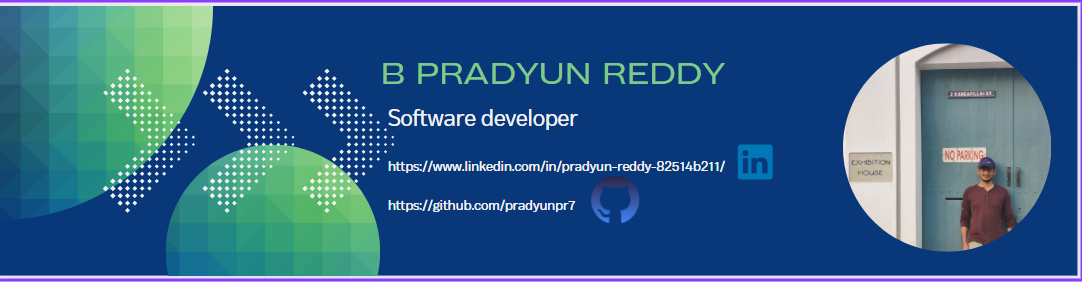 B PRADYUN REDDY
Software developer
https://www.linkedin.com/in/pradyun-reddy-82514b211/
in
https://github.com/pradyunpr7
NO PARKING
EXHIBITION
HOUSE